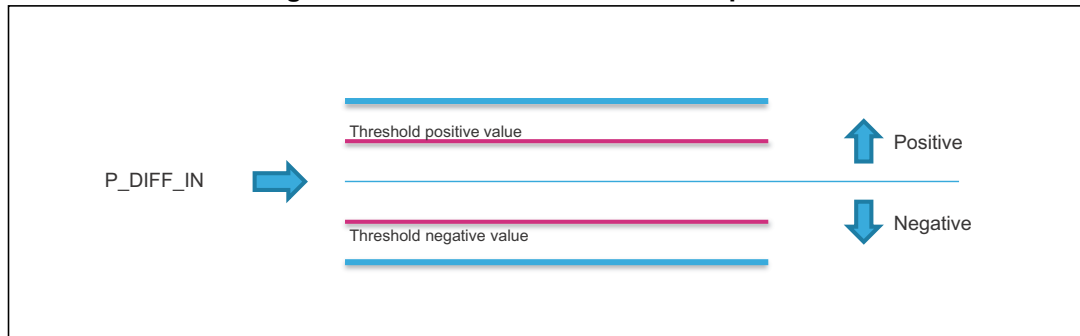 Threshold positive value
Positive
P_DIFF_IN
Negative
Threshold negative value